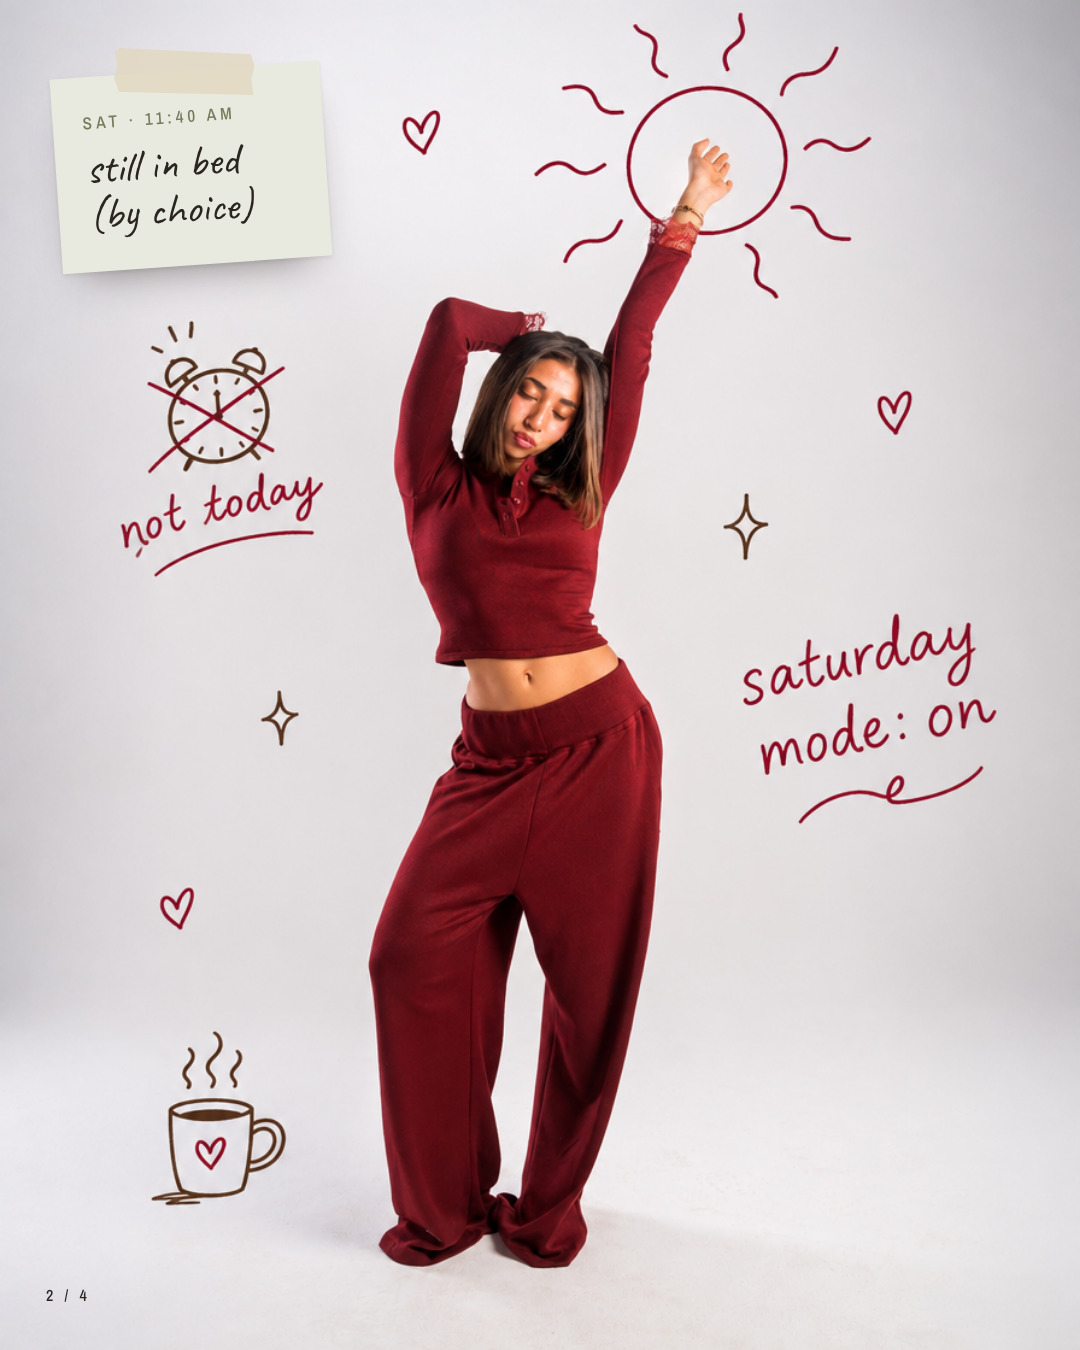 SAT · 11:40 AM
still in bed
(by choice)
not today
saturday
mode: on
2 / 4